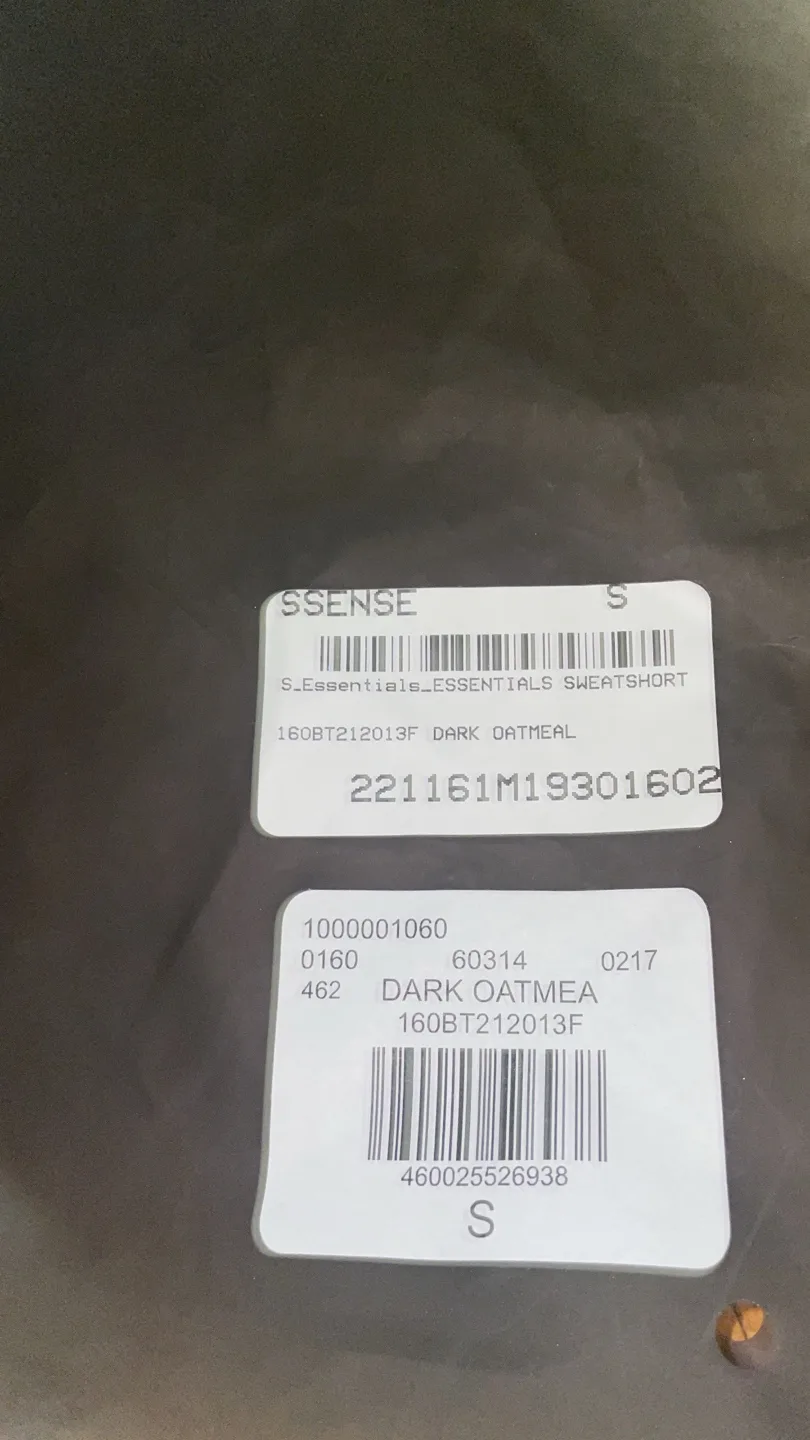 SSENSE S
S_Essentials_ESSENTIALS SWEATSHORT
160BT212013F DARK OATMEAL
221161M19301602
1000001060
0160 60314 0217
462 DARK OATMEA
160BT212013F
460025526938
S